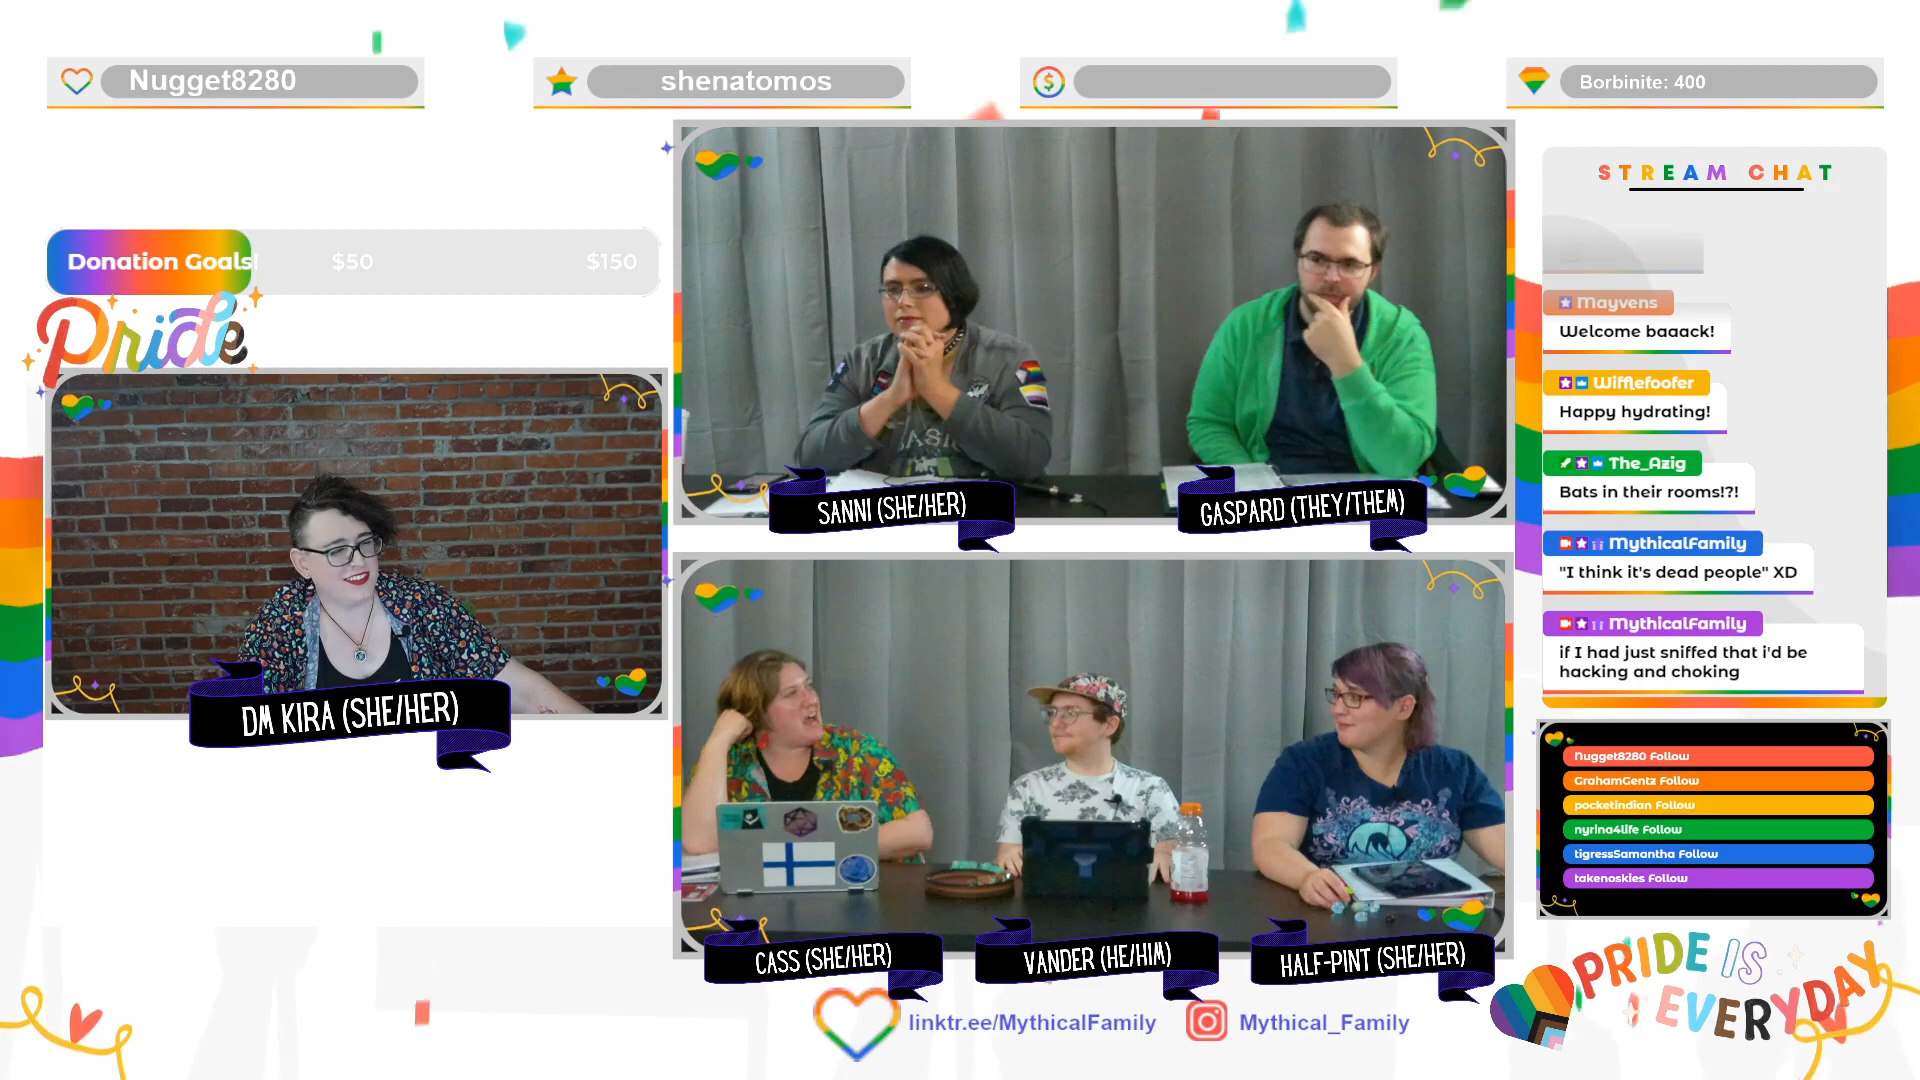 Nugget8280
shenatomos
Borbinite: 400
Donation Goals!
$50
$150
Pride
DM KIRA (SHE/HER)
SANNI (SHE/HER)
GASPARD (THEY/THEM)
CASS (SHE/HER)
VANDER (HE/HIM)
HALF-PINT (SHE/HER)
STREAM CHAT
Mayvens
Welcome baaack!
Wifflefoofer
Happy hydrating!
The_Azig
Bats in their rooms!?!
MythicalFamily
"I think it's dead people" XD
MythicalFamily
if I had just sniffed that i'd be
hacking and choking
Nugget8280 Follow
GrahamGentz Follow
pocketindian Follow
nyrina4life Follow
tigressSamantha Follow
takenoskies Follow
PRIDE IS
EVERYDAY
linktr.ee/MythicalFamily
Mythical_Family